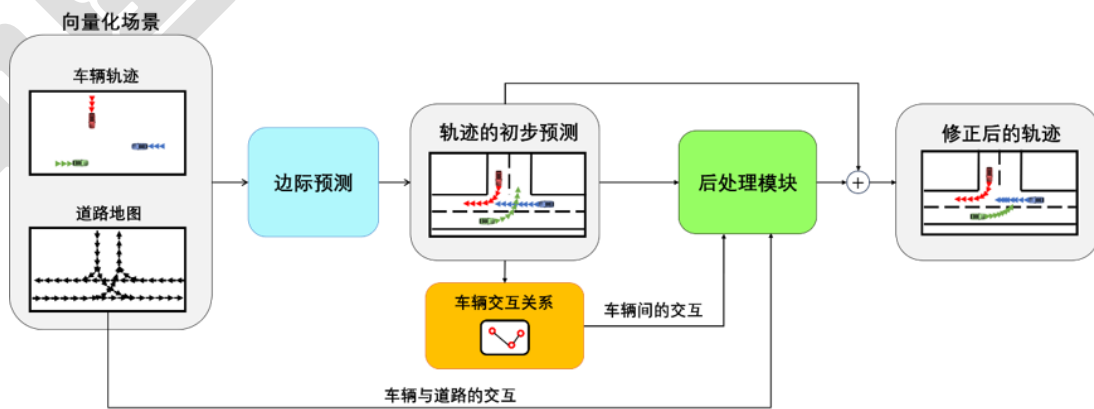 向量化场景
车辆轨迹
道路地图
边际预测
轨迹的初步预测
车辆交互关系
车辆间的交互
车辆与道路的交互
后处理模块
修正后的轨迹